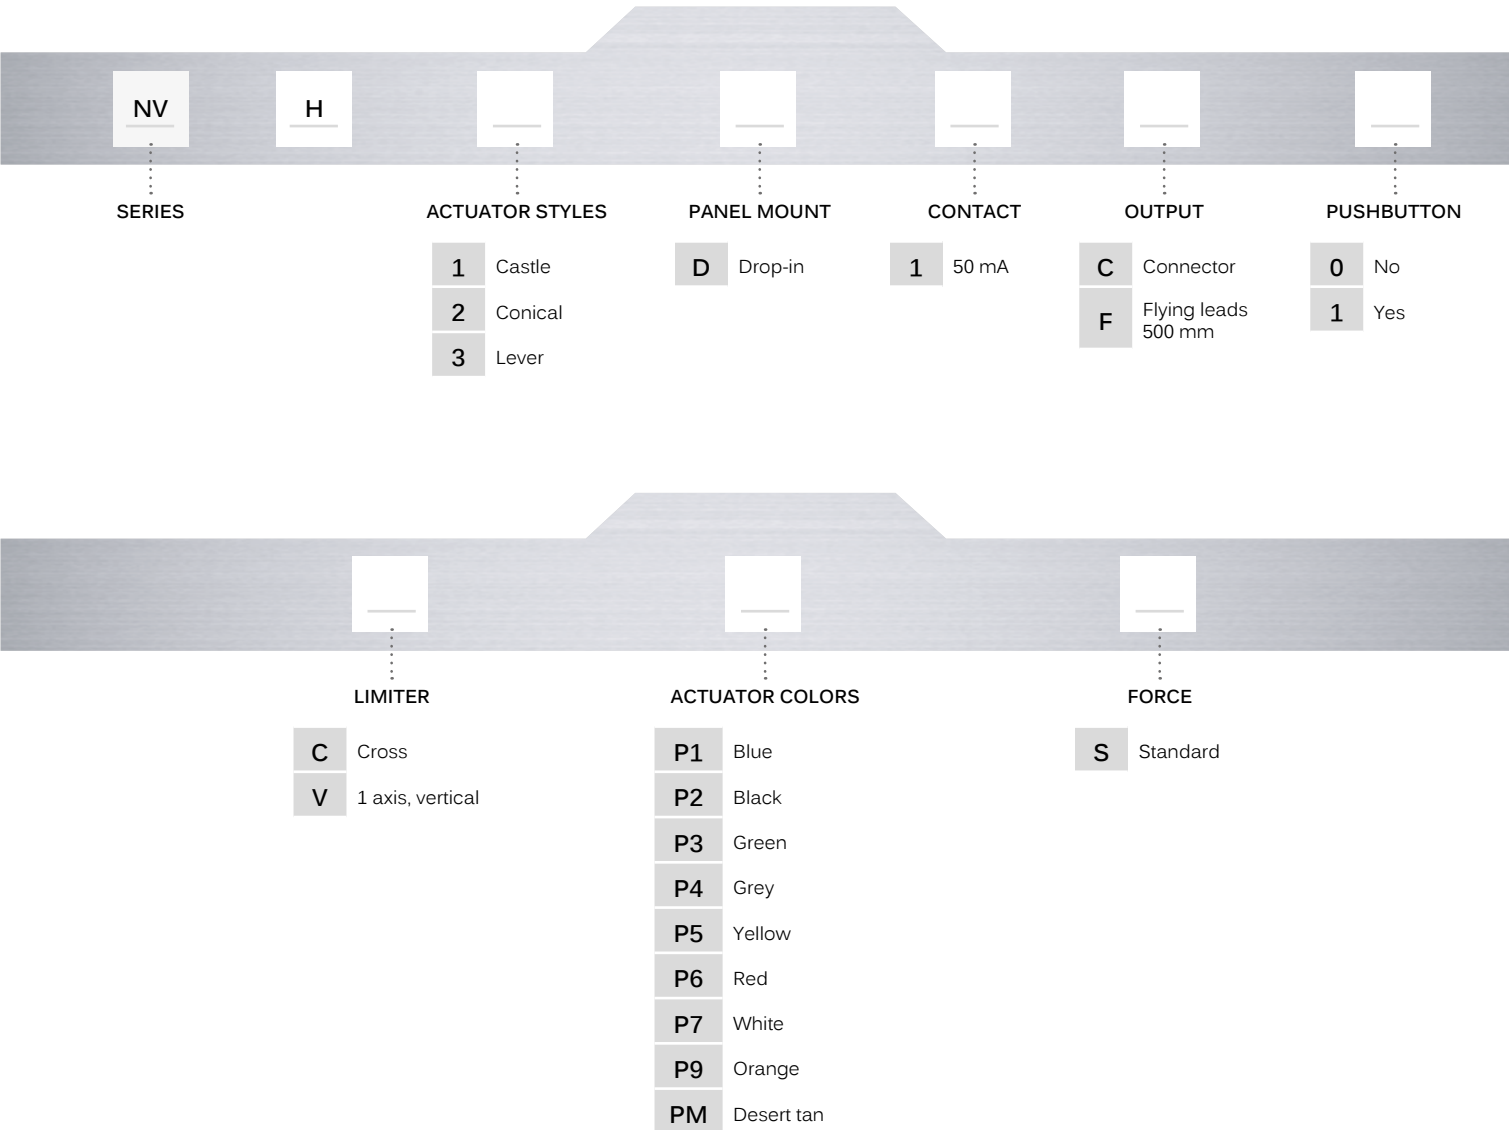 NV H
SERIES ACTUATOR STYLES PANEL MOUNT CONTACT OUTPUT PUSHBUTTON
1 Castle D Drop-in 1 50 mA C Connector 0 No
2 Conical F Flying leads 500 mm 1 Yes
3 Lever
LIMITER ACTUATOR COLORS FORCE
C Cross P1 Blue S Standard
V 1 axis, vertical P2 Black
P3 Green
P4 Grey
P5 Yellow
P6 Red
P7 White
P9 Orange
PM Desert tan